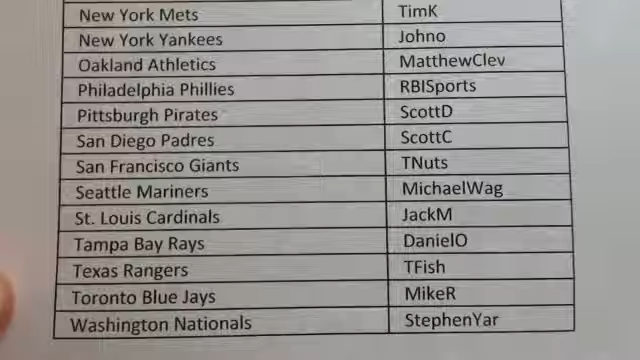 New York Mets TimK
New York Yankees Johno
Oakland Athletics MatthewClev
Philadelphia Phillies RBISports
Pittsburgh Pirates ScottD
San Diego Padres ScottC
San Francisco Giants TNuts
Seattle Mariners MichaelWag
St. Louis Cardinals JackM
Tampa Bay Rays DanielO
Texas Rangers TFish
Toronto Blue Jays MikeR
Washington Nationals StephenYar